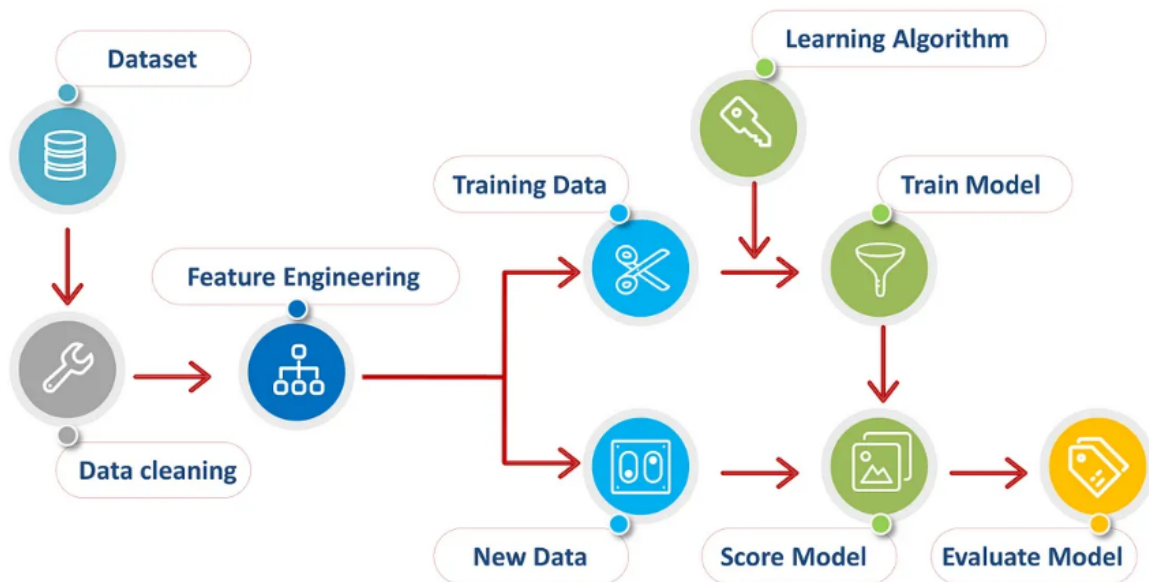 Dataset
Learning Algorithm
Training Data
Train Model
Feature Engineering
Data cleaning
New Data
Score Model
Evaluate Model